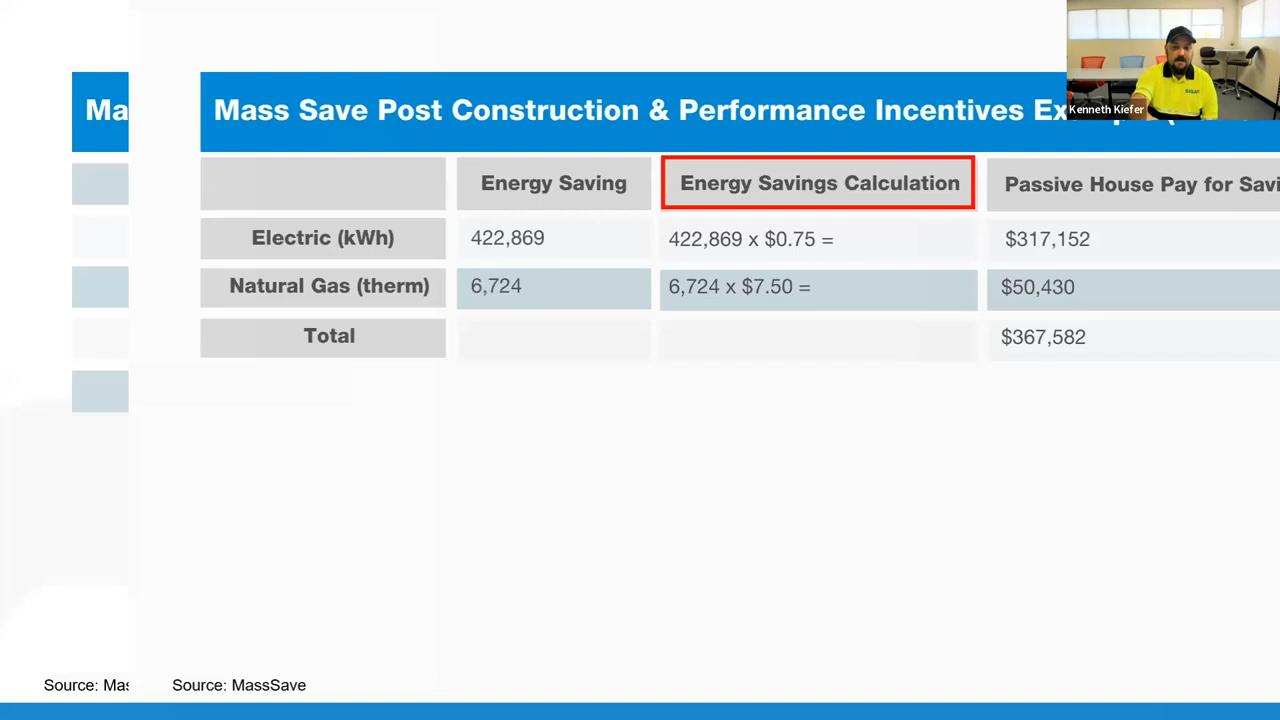 Ma
Mass Save Post Construction & Performance Incentives
Kenneth Kiefer
Energy Saving
Energy Savings Calculation
Passive House Pay for
Electric (kWh)
422,869
422,869 x $0.75 =
$317,152
Natural Gas (therm)
6,724
6,724 x $7.50 =
$50,430
Total
$367,582
Source: Mas
Source: MassSave